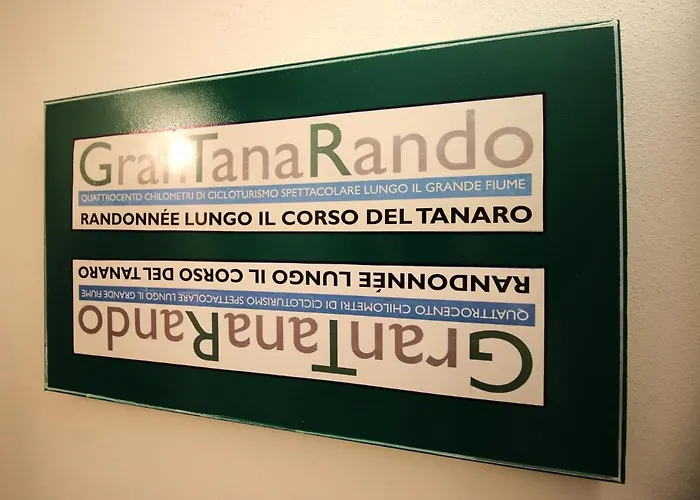 GranTanaRando
QUATTROCENTO CHILOMETRI DI CICLOTURISMO SPETTACOLARE LUNGO IL GRANDE FIUME
RANDONNÉE LUNGO IL CORSO DEL TANARO
RANDONNÉE LUNGO IL CORSO DEL TANARO
QUATTROCENTO CHILOMETRI DI CICLOTURISMO SPETTACOLARE LUNGO IL GRANDE FIUME
GranTanaRando